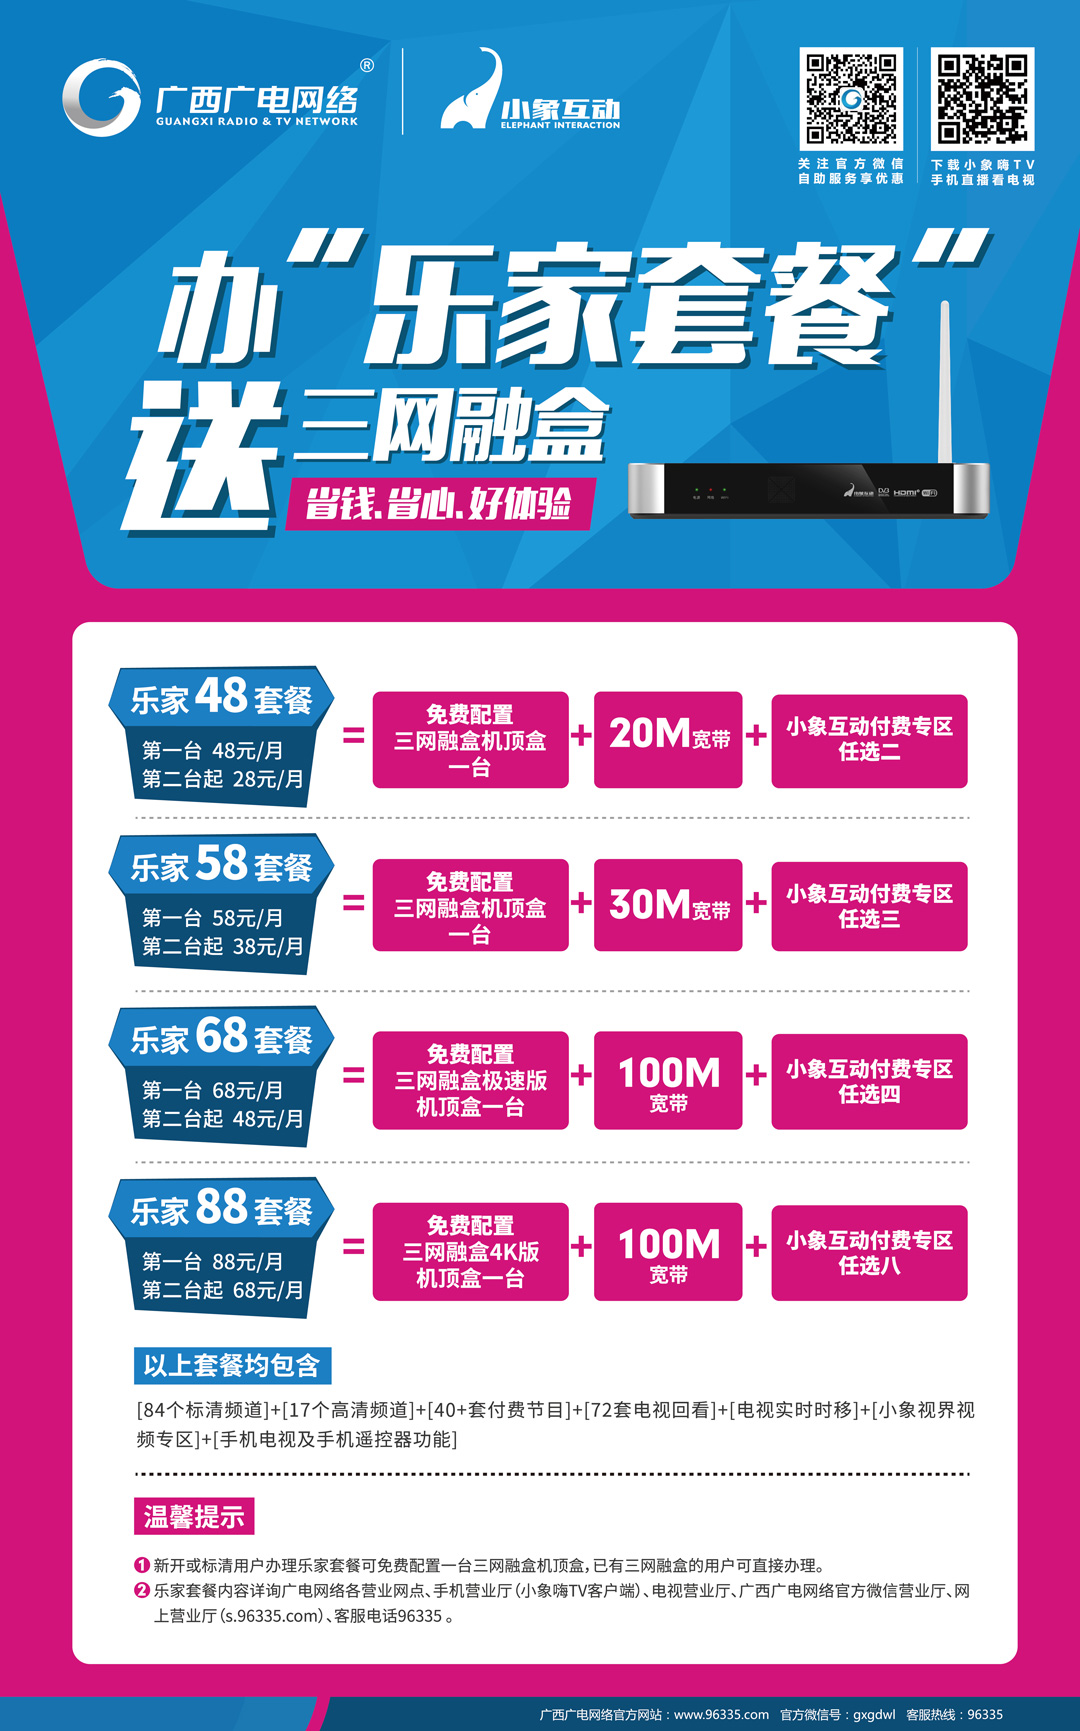 广西广电网络®
GUANGXI RADIO & TV NETWORK
小象互动
ELEPHANT INTERACTION
关注官方微信
自助服务享优惠
下载小象嗨TV
手机直播看电视
办“乐家套餐”
送三网融盒
省钱、省心、好体验
小象互动 DVB HDMI WiFi
乐家48套餐
第一台 48元/月
第二台起 28元/月
=
免费配置
三网融盒机顶盒
一台
+
20M宽带
+
小象互动付费专区
任选二
乐家58套餐
第一台 58元/月
第二台起 38元/月
=
免费配置
三网融盒机顶盒
一台
+
30M宽带
+
小象互动付费专区
任选三
乐家68套餐
第一台 68元/月
第二台起 48元/月
=
免费配置
三网融盒极速版
机顶盒一台
+
100M
宽带
+
小象互动付费专区
任选四
乐家88套餐
第一台 88元/月
第二台起 68元/月
=
免费配置
三网融盒4K版
机顶盒一台
+
100M
宽带
+
小象互动付费专区
任选八
以上套餐均包含
[84个标清频道]+[17个高清频道]+[40+套付费节目]+[72套电视回看]+[电视实时时移]+[小象视界视
频专区]+[手机电视及手机遥控器功能]
温馨提示
❶ 新开或标清用户办理乐家套餐可免费配置一台三网融盒机顶盒，已有三网融盒的用户可直接办理。
❷ 乐家套餐内容详询广电网络各营业网点、手机营业厅（小象嗨TV客户端）、电视营业厅、广西广电网络官方微信营业厅、网
上营业厅（s.96335.com）、客服电话96335。
广西广电网络官方网站：www.96335.com 官方微信号：gxgdwl 客服热线：96335